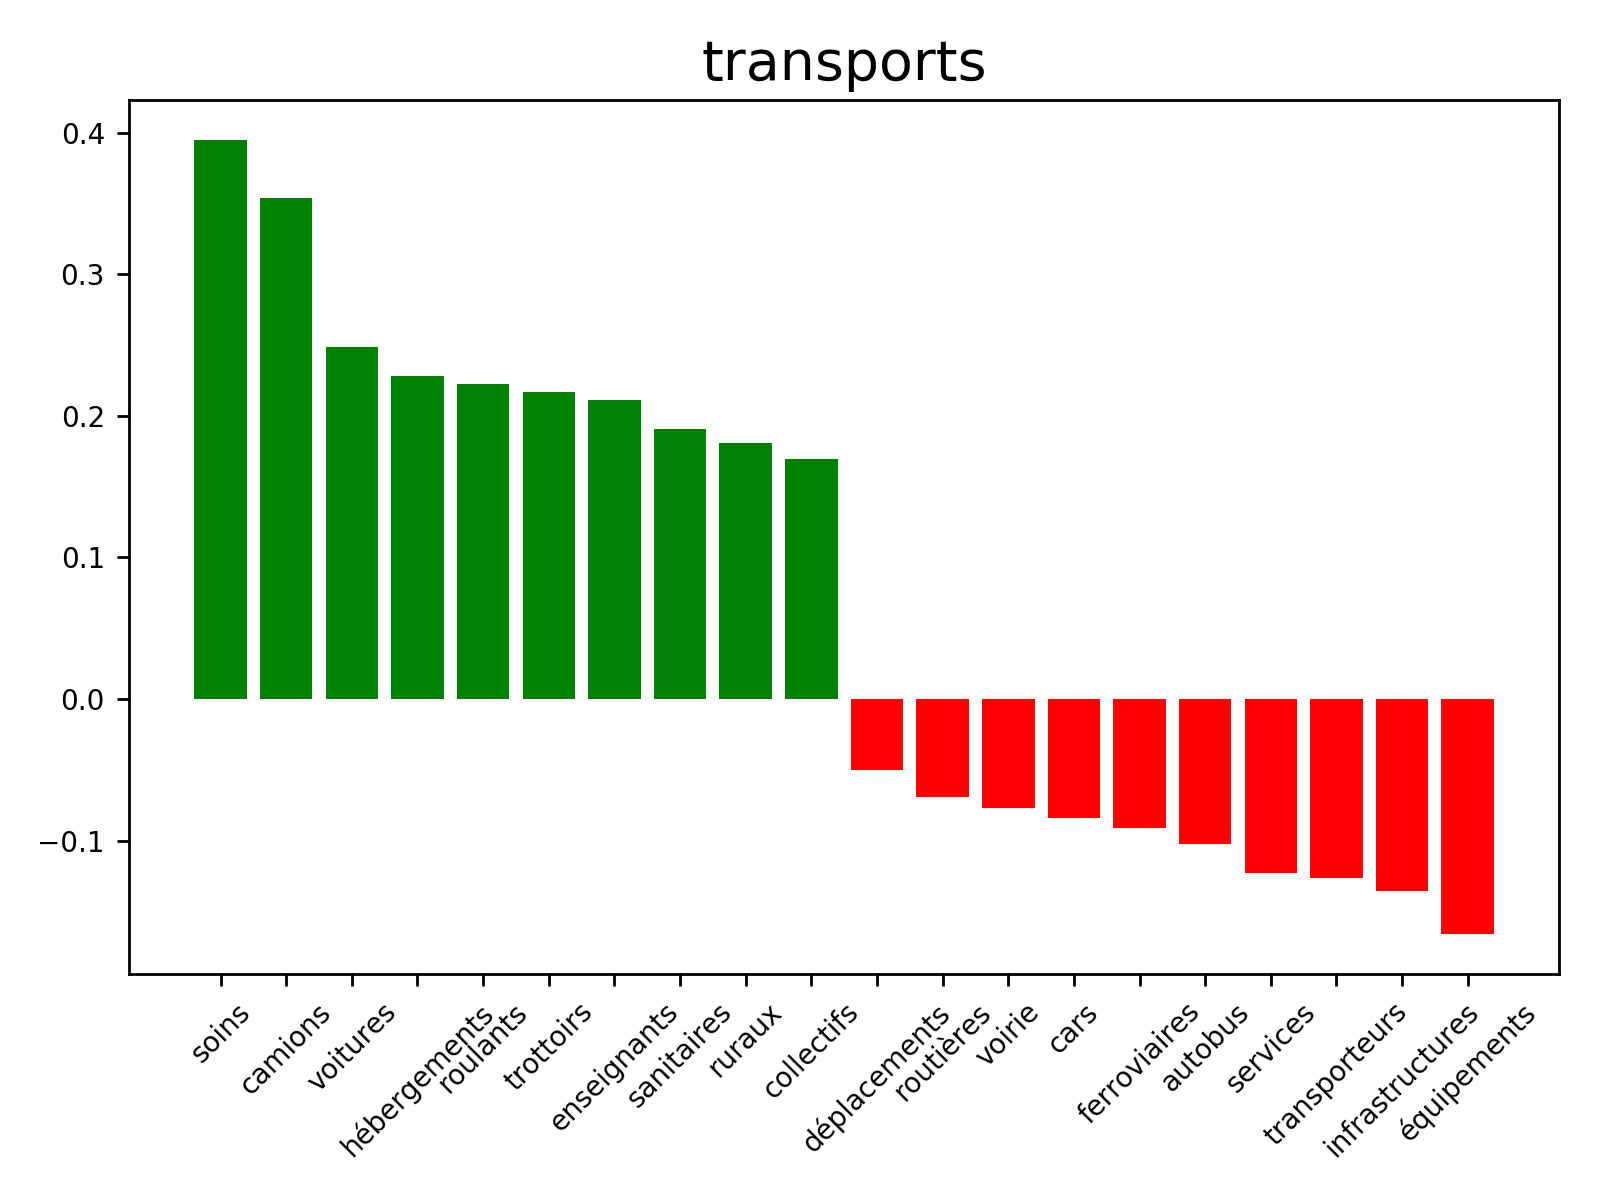 transports
0.4
0.3
0.2
0.1
0.0
−0.1
soins
camions
voitures
hébergements
roulants
trottoirs
enseignants
sanitaires
ruraux
collectifs
déplacements
routières
voirie
cars
ferroviaires
autobus
services
transporteurs
infrastructures
équipements